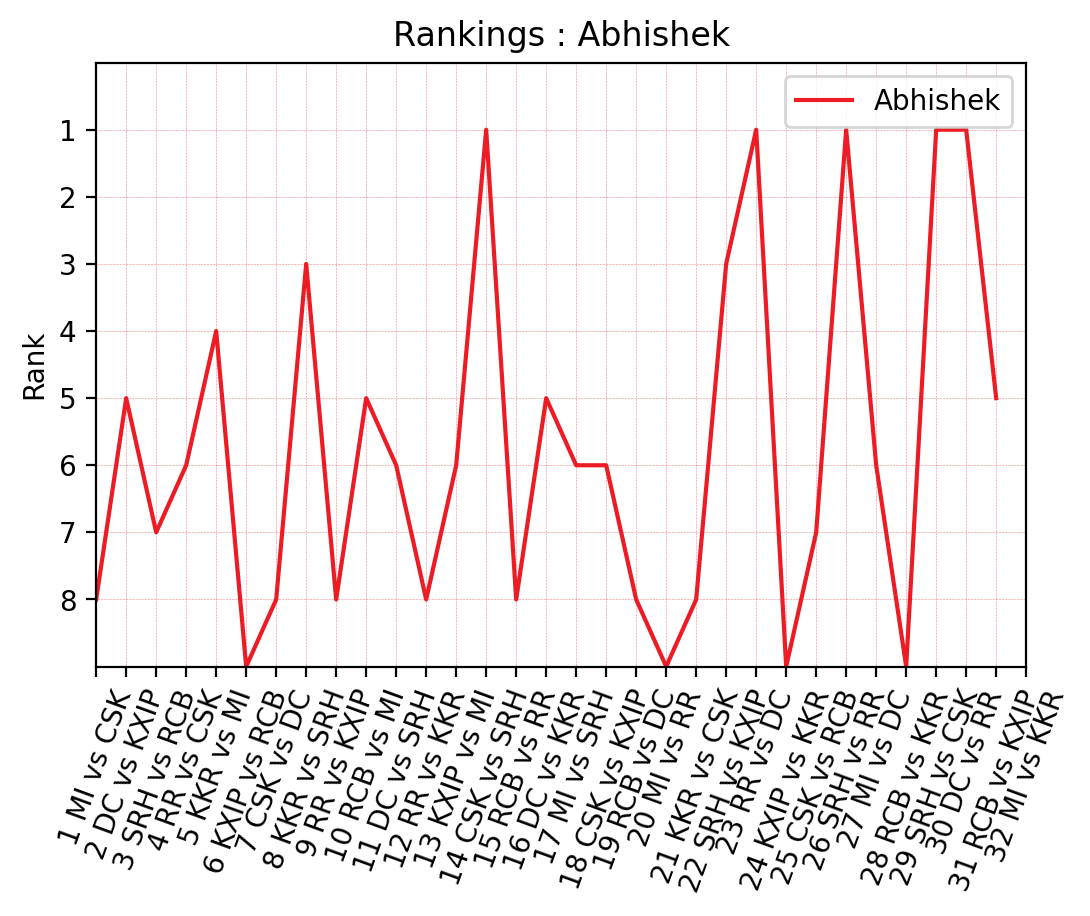 Rankings : Abhishek
Abhishek
Rank
1
2
3
4
5
6
7
8
1 MI vs CSK
2 DC vs KXIP
3 SRH vs RCB
4 RR vs CSK
5 KKR vs MI
6 KXIP vs RCB
7 CSK vs DC
8 KKR vs SRH
9 RR vs KXIP
10 RCB vs MI
11 DC vs SRH
12 RR vs KKR
13 KXIP vs MI
14 CSK vs SRH
15 RCB vs RR
16 DC vs KKR
17 MI vs SRH
18 CSK vs KXIP
19 RCB vs DC
20 MI vs RR
21 KKR vs CSK
22 SRH vs KXIP
23 RR vs DC
24 KXIP vs KKR
25 CSK vs RCB
26 SRH vs RR
27 MI vs DC
28 RCB vs KKR
29 SRH vs CSK
30 DC vs RR
31 RCB vs KXIP
32 MI vs KKR